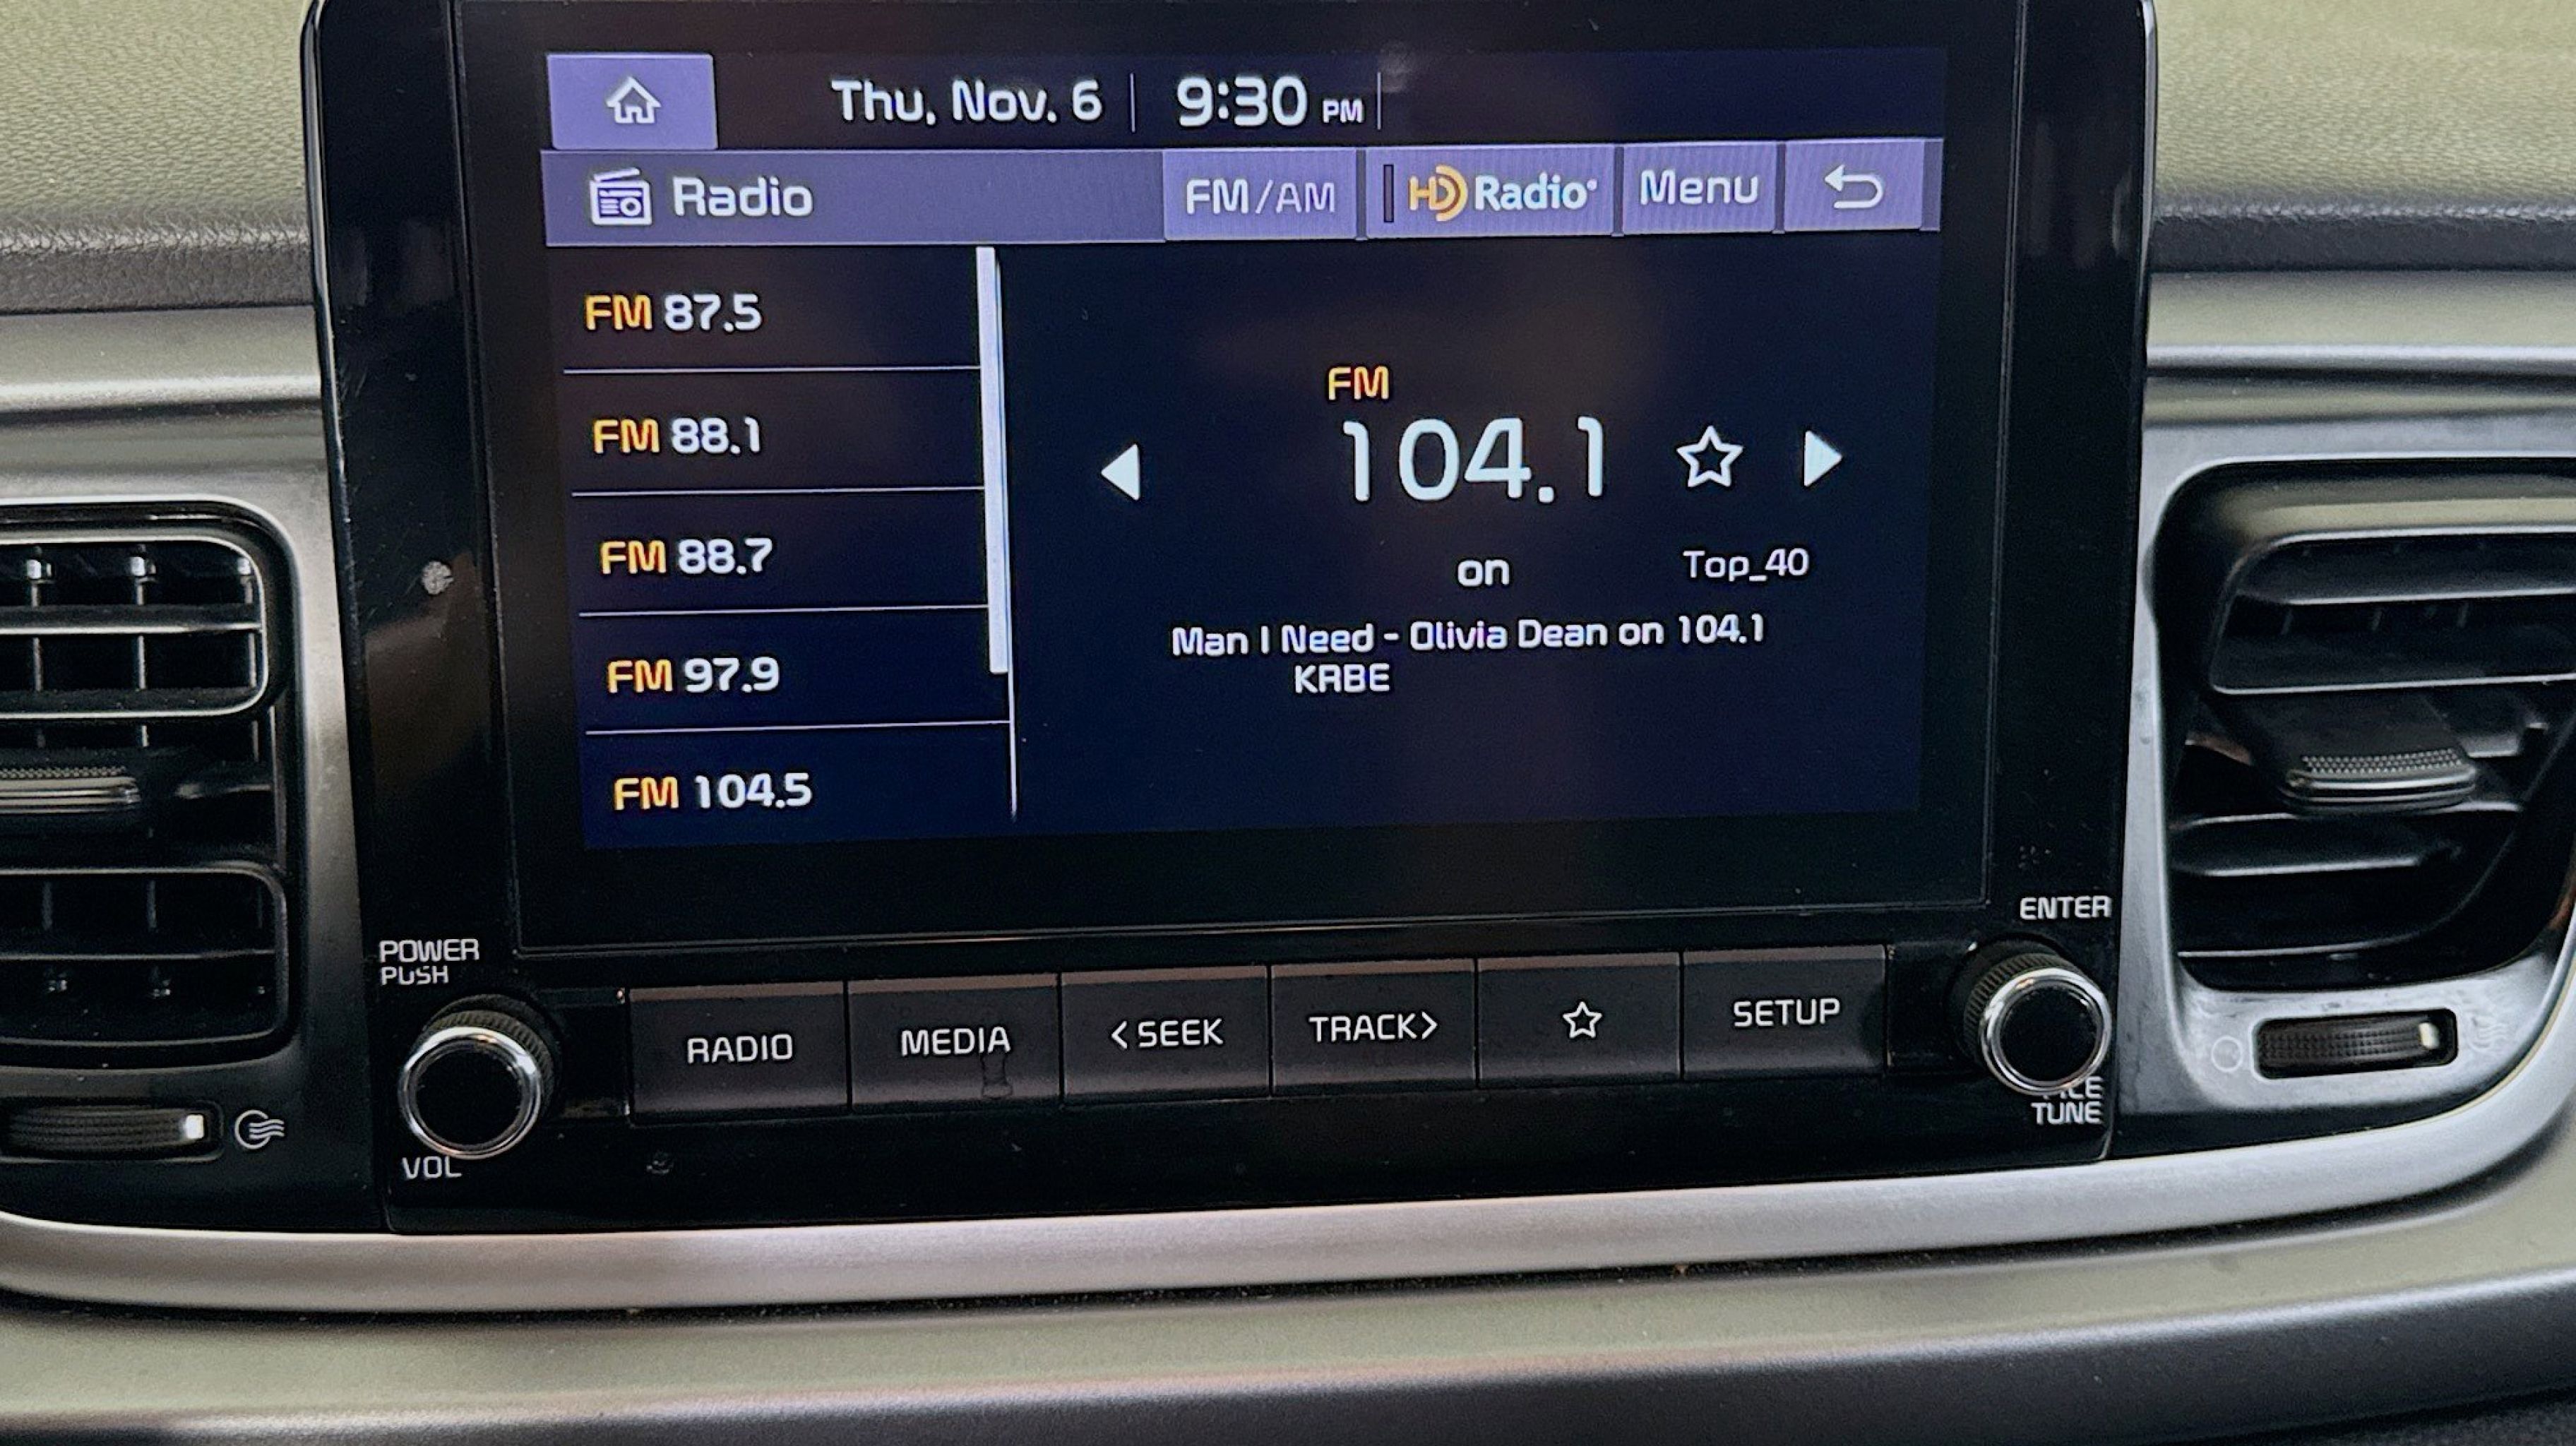 Thu, Nov. 6 9:30 PM
Radio FM/AM HD Radio Menu
FM 87.5
FM 88.1
FM 88.7
FM 97.9
FM 104.5
FM
104.1
on Top_40
Man I Need - Olivia Dean on 104.1
KRBE
POWER
PUSH
VOL
RADIO MEDIA <SEEK TRACK> SETUP
ENTER
TUNE